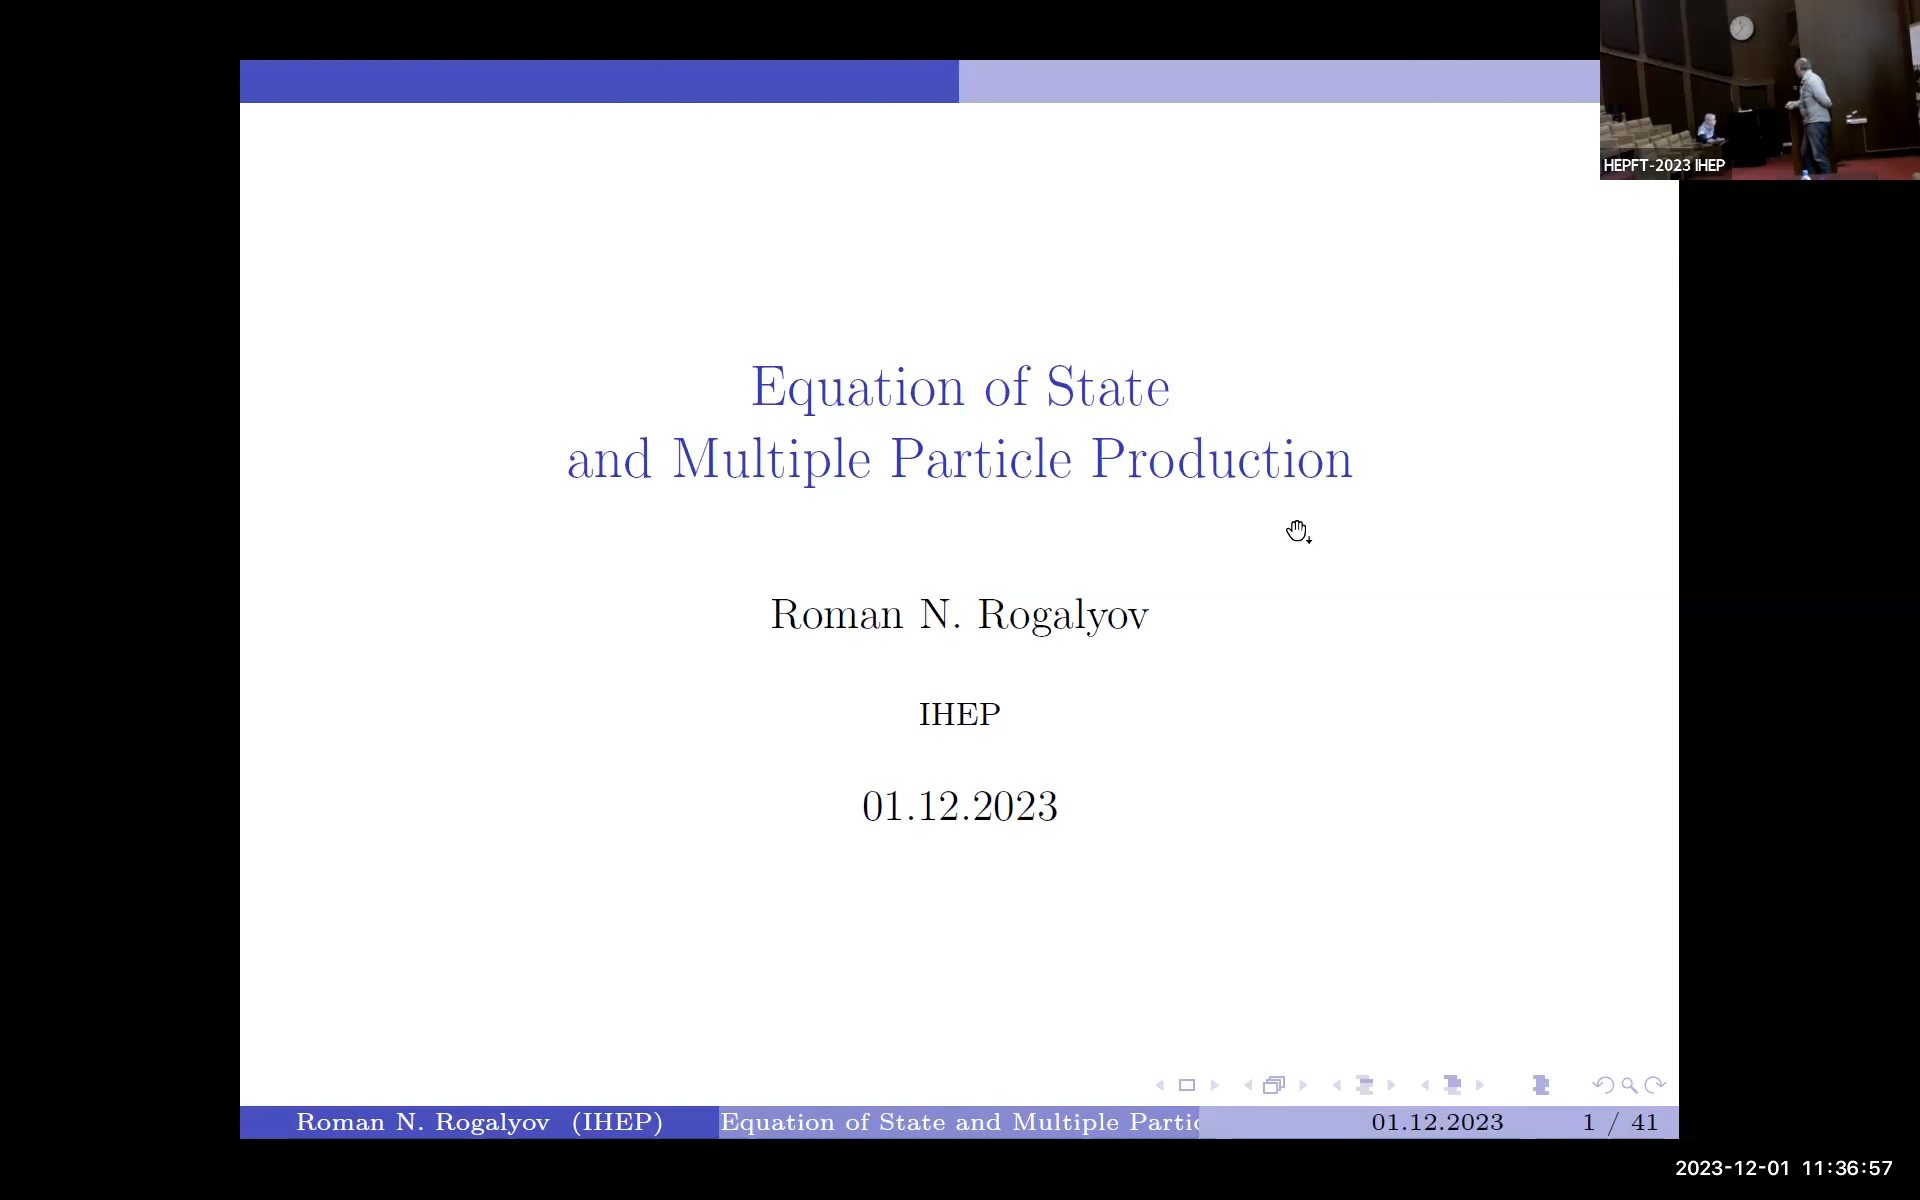 HEPFT-2023 IHEP
Equation of State
and Multiple Particle Production
Roman N. Rogalyov
IHEP
01.12.2023
Roman N. Rogalyov (IHEP)
Equation of State and Multiple Partic
01.12.2023
1 / 41
2023-12-01 11:36:57